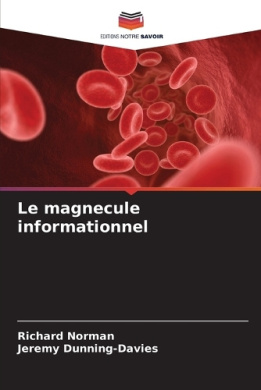 EDITIONS NOTRE SAVOIR
Le magnecule
informationnel
Richard Norman
Jeremy Dunning-Davies